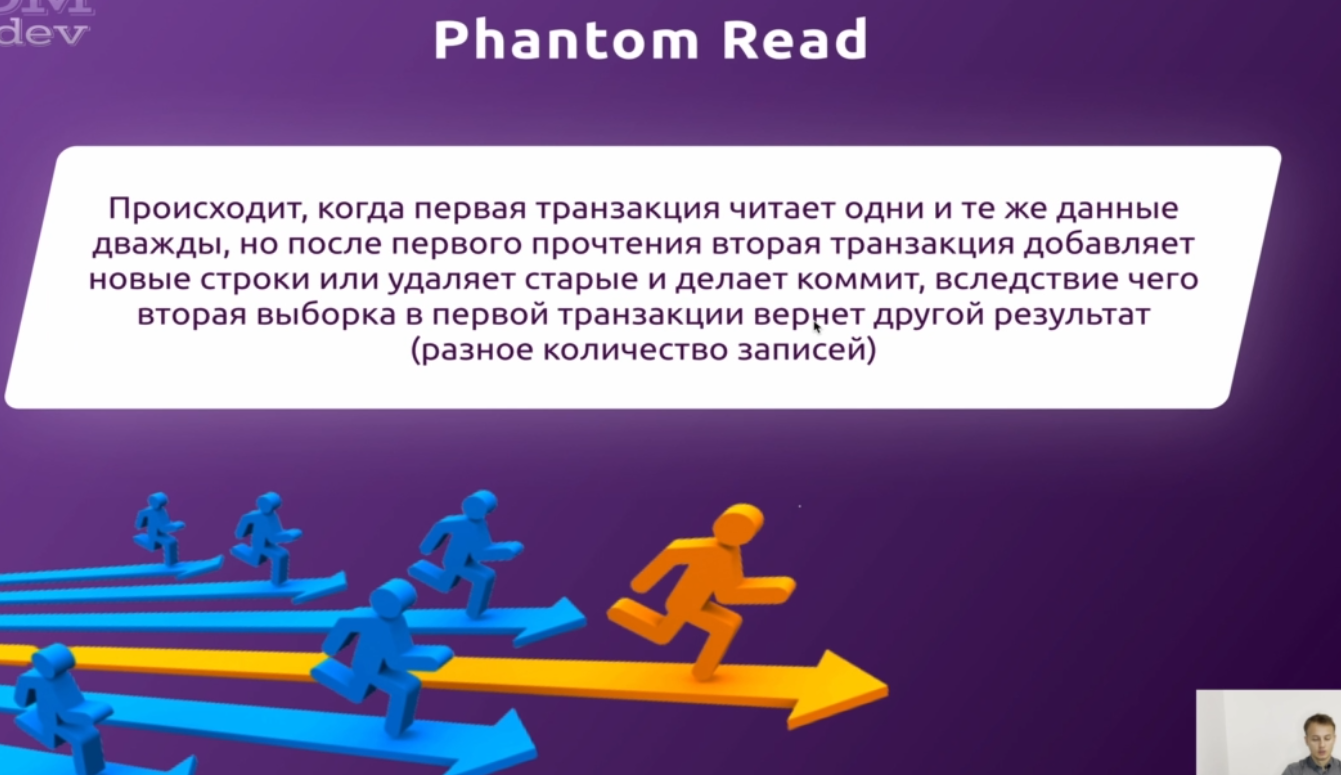 dev
Phantom Read
Происходит, когда первая транзакция читает одни и те же данные
дважды, но после первого прочтения вторая транзакция добавляет
новые строки или удаляет старые и делает коммит, вследствие чего
вторая выборка в первой транзакции вернет другой результат
(разное количество записей)